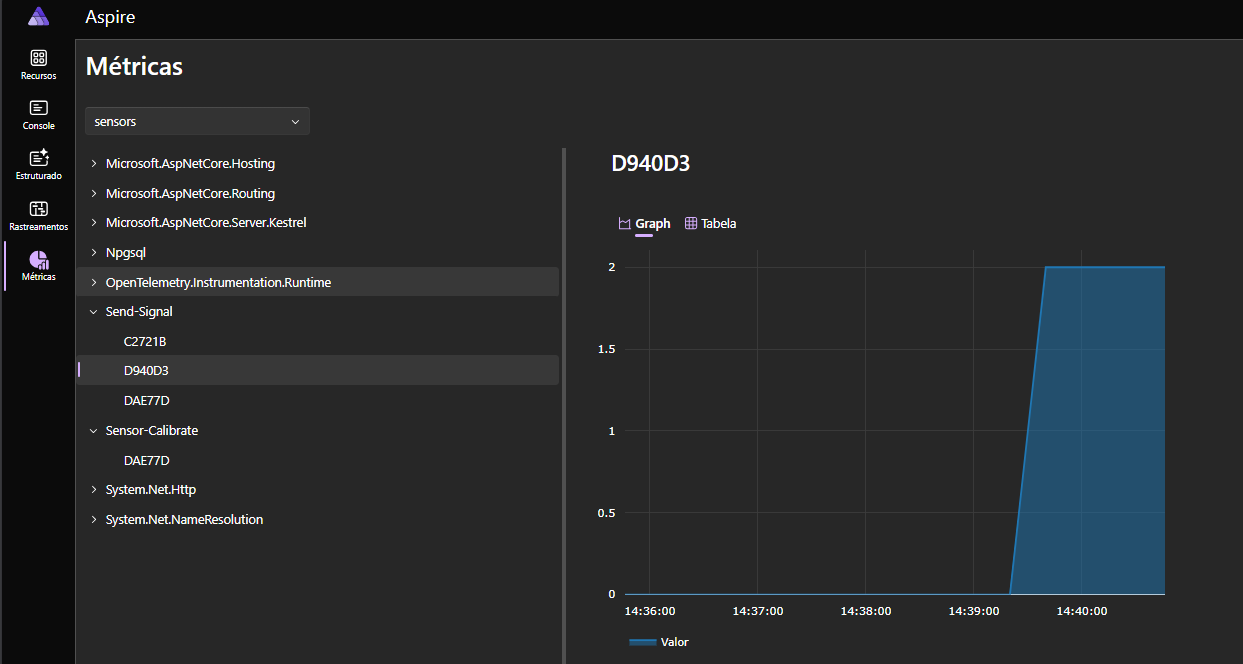 Aspire
Recursos
Console
Estruturado
Rastreamentos
Métricas
Métricas
sensors
Microsoft.AspNetCore.Hosting
Microsoft.AspNetCore.Routing
Microsoft.AspNetCore.Server.Kestrel
Npgsql
OpenTelemetry.Instrumentation.Runtime
Send-Signal
C2721B
D940D3
DAE77D
Sensor-Calibrate
DAE77D
System.Net.Http
System.Net.NameResolution
D940D3
Graph Tabela
2
1.5
1
0.5
0
14:36:00 14:37:00 14:38:00 14:39:00 14:40:00
Valor